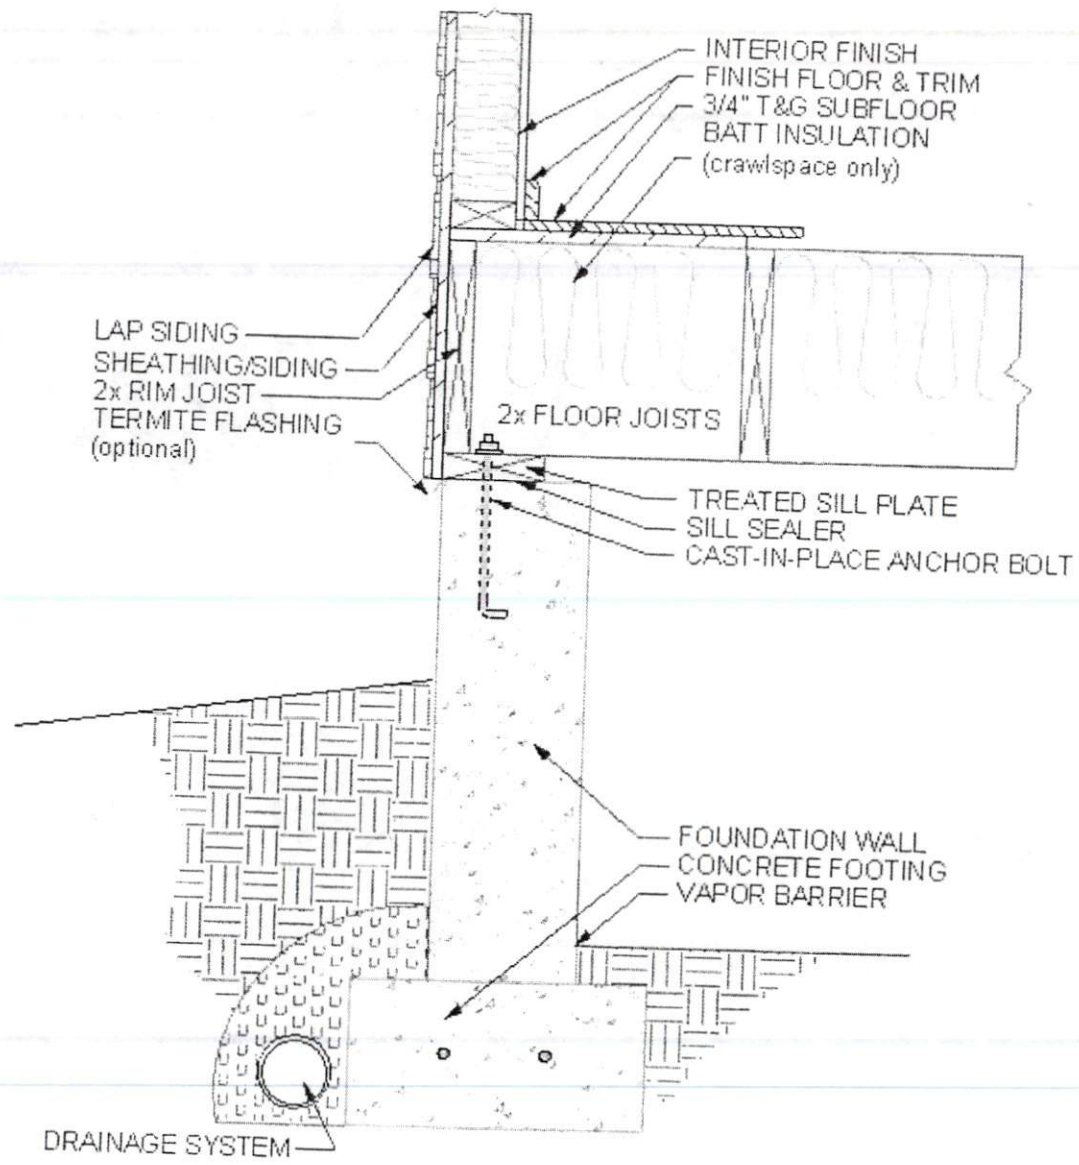 INTERIOR FINISH
FINISH FLOOR & TRIM
3/4" T&G SUBFLOOR
BATT INSULATION
(crawlspace only)
LAP SIDING
SHEATHING/SIDING
2x RIM JOIST
TERMITE FLASHING
(optional)
2x FLOOR JOISTS
TREATED SILL PLATE
SILL SEALER
CAST-IN-PLACE ANCHOR BOLT
FOUNDATION WALL
CONCRETE FOOTING
VAPOR BARRIER
DRAINAGE SYSTEM